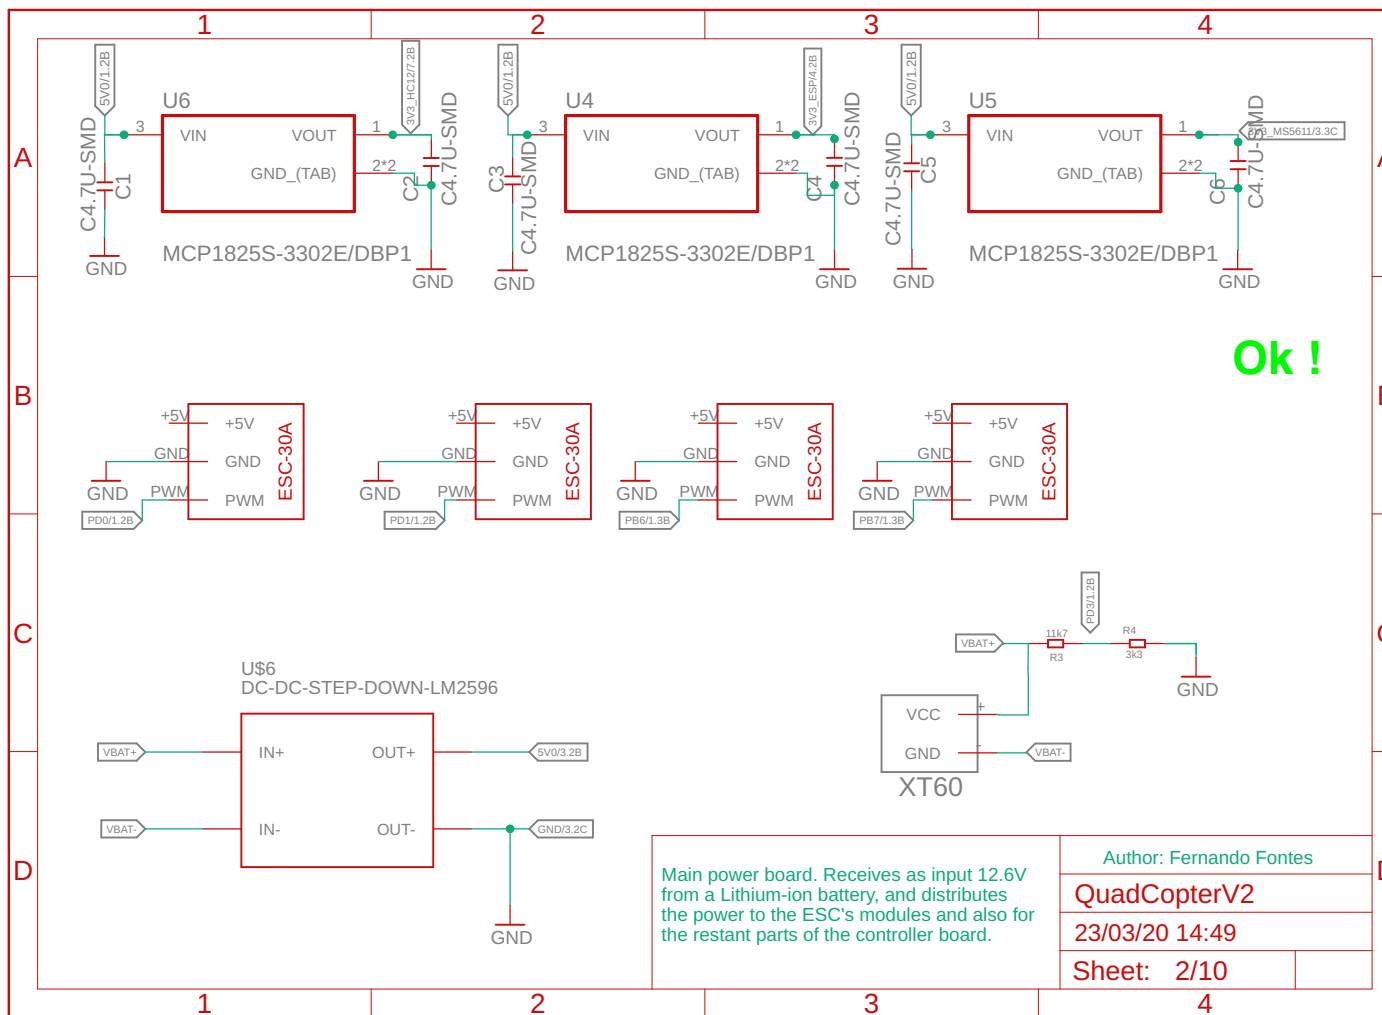 1 2 3 4
A
5V0/1.2B
U6
3
VIN
VOUT
1
GND_(TAB)
2*2
3V3_HC12/7.2B
C4.7U-SMD
C1
C2
C4.7U-SMD
MCP1825S-3302E/DBP1
GND
GND
5V0/1.2B
U4
3
VIN
VOUT
1
GND_(TAB)
2*2
3V3_ESP/4.2B
C3
C4.7U-SMD
C4
C4.7U-SMD
MCP1825S-3302E/DBP1
GND
GND
5V0/1.2B
U5
3
VIN
VOUT
1
GND_(TAB)
2*2
3V3_MS5611/3.3C
C4.7U-SMD
C5
C6
C4.7U-SMD
MCP1825S-3302E/DBP1
GND
GND
Ok !
B
+5V +5V
GND GND
PWM PWM
ESC-30A
GND
PD0/1.2B
+5V +5V
GND GND
PWM PWM
ESC-30A
GND
PD1/1.2B
+5V +5V
GND GND
PWM PWM
ESC-30A
GND
PB6/1.3B
+5V +5V
GND GND
PWM PWM
ESC-30A
GND
PB7/1.3B
C
PD3/1.2B
VBAT+
11k7
R3
R4
3k3
GND
VCC +
GND -
VBAT-
XT60
U$6
DC-DC-STEP-DOWN-LM2596
VBAT+ IN+ OUT+ 5V0/3.2B
VBAT- IN- OUT- GND/3.2C
GND
D
Main power board. Receives as input 12.6V
from a Lithium-ion battery, and distributes
the power to the ESC's modules and also for
the restant parts of the controller board.
Author: Fernando Fontes
QuadCopterV2
23/03/20 14:49
Sheet: 2/10
1 2 3 4